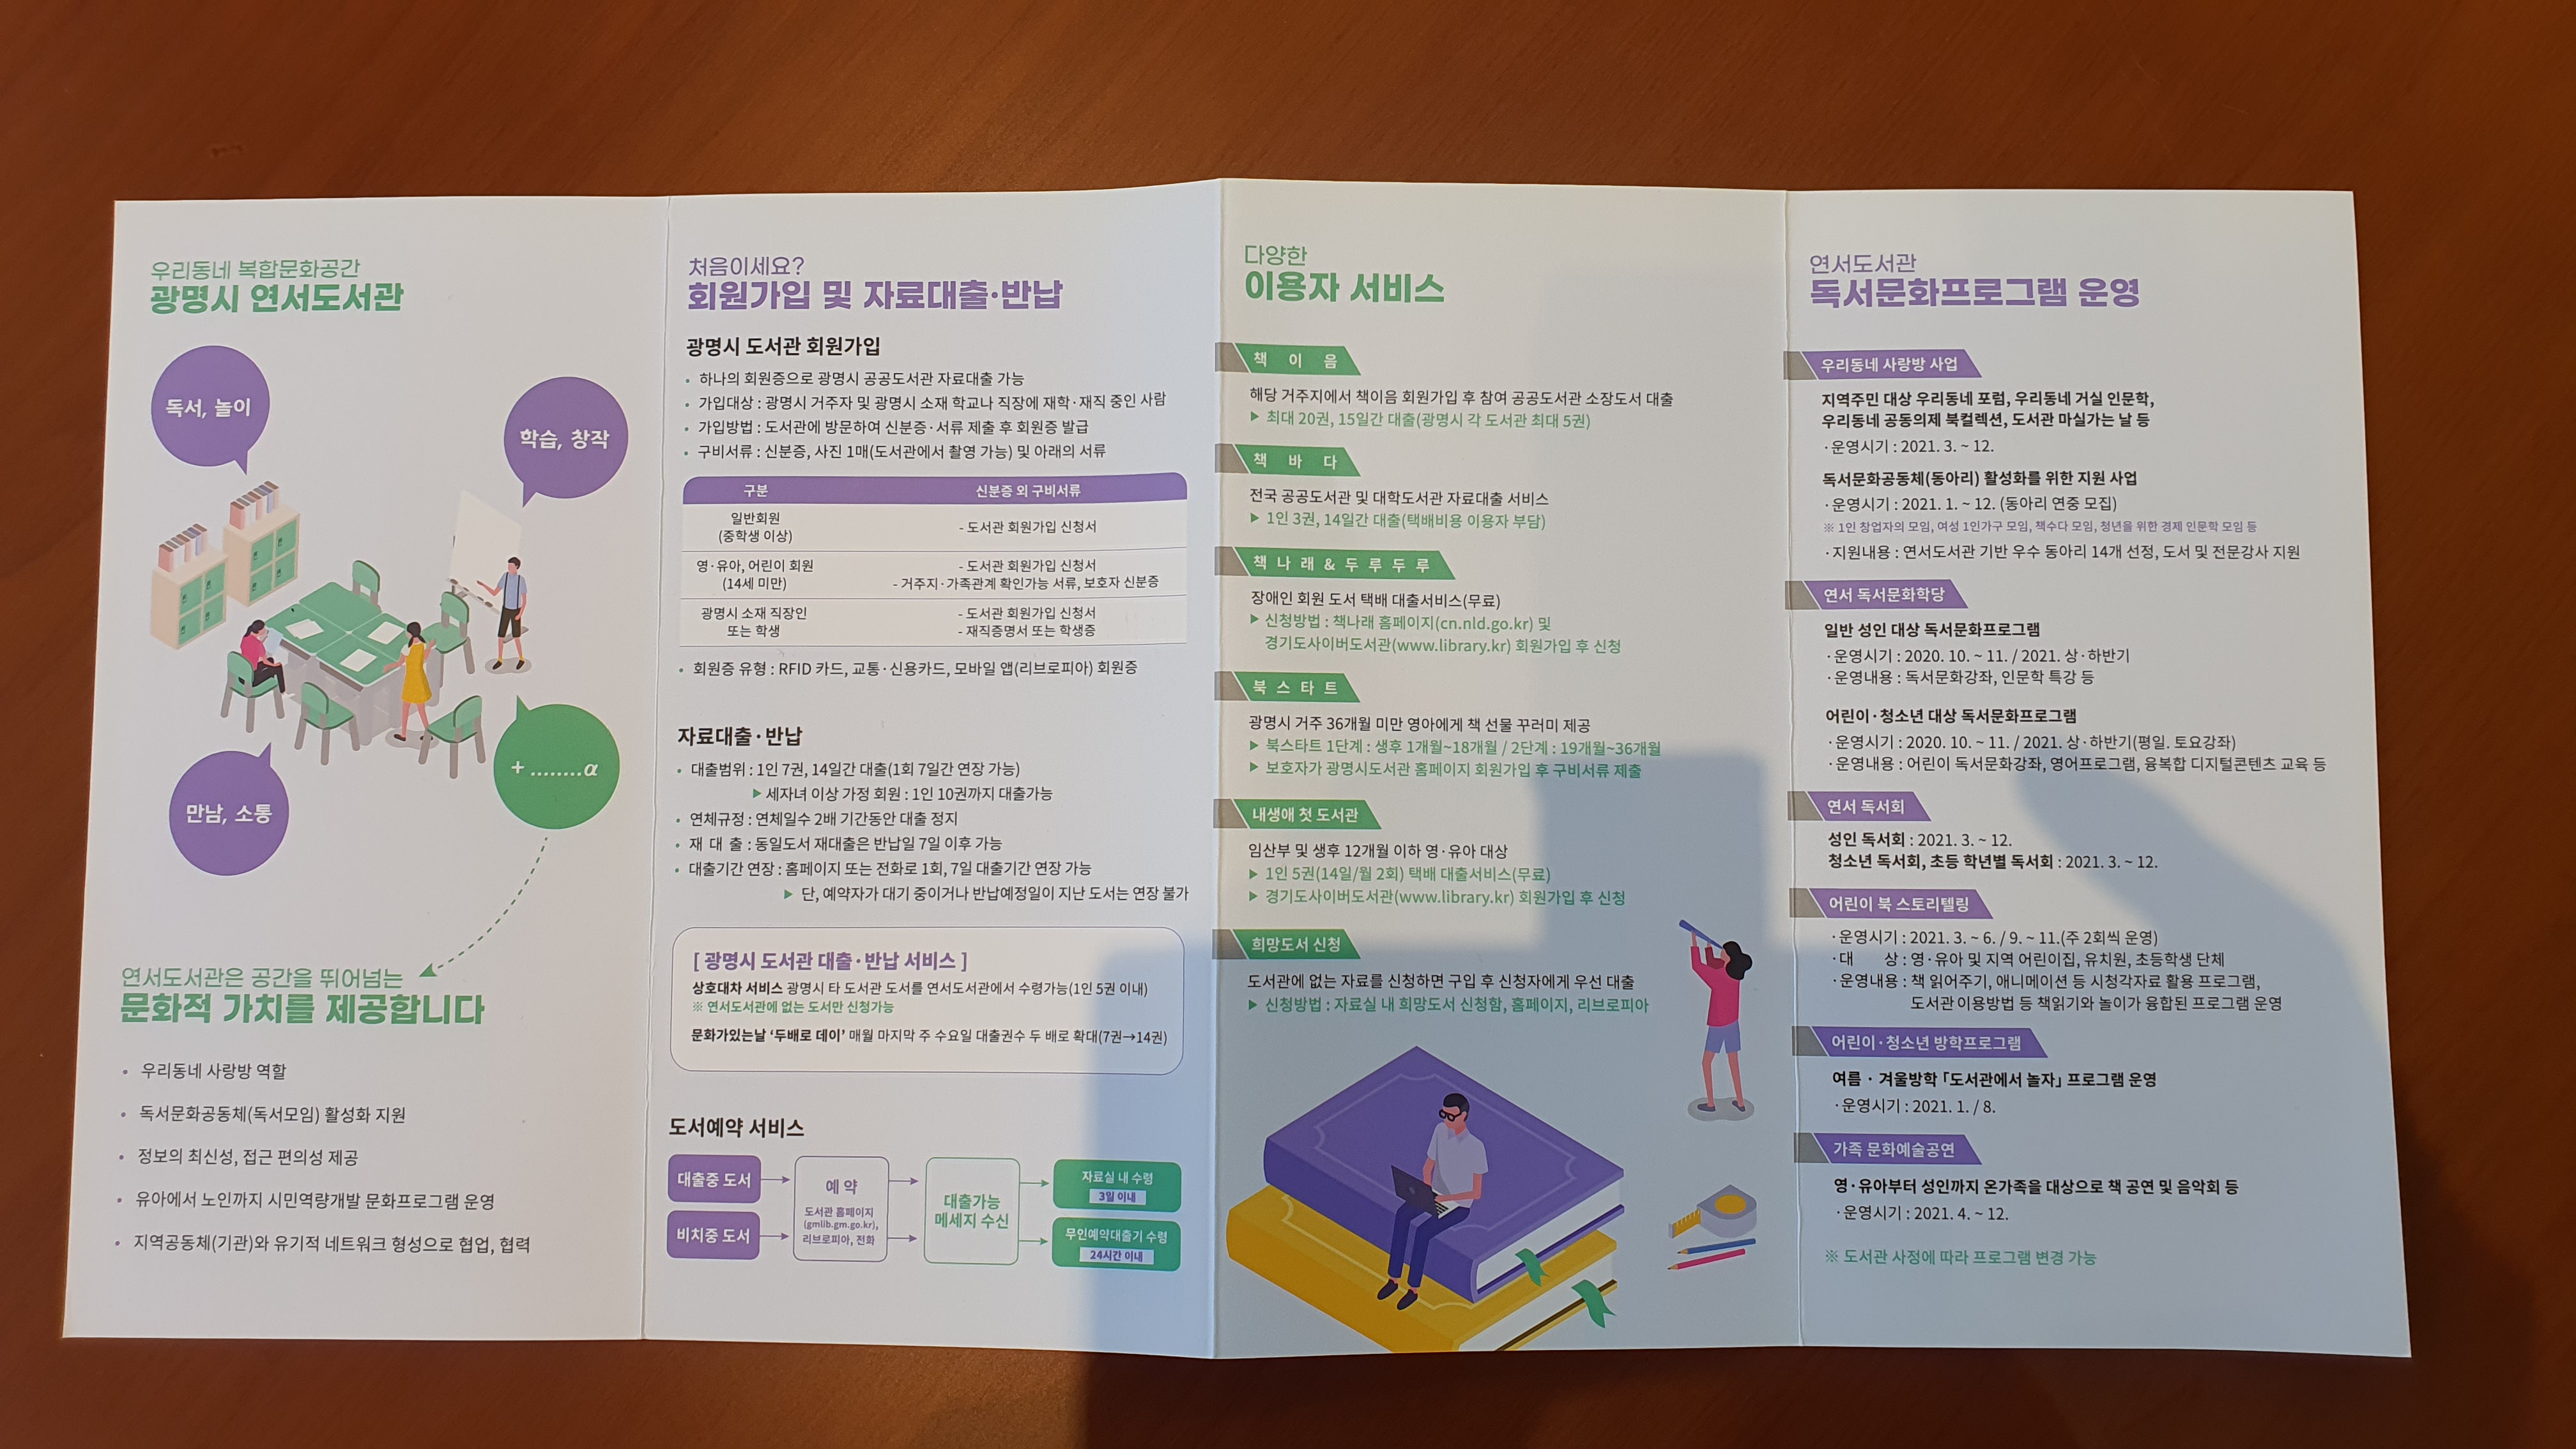 우리동네 복합문화공간
광명시 연서도서관
독서, 놀이
학습, 창작
만남, 소통
+ ........α
연서도서관은 공간을 뛰어넘는
문화적 가치를 제공합니다
• 우리동네 사랑방 역할
• 독서문화공동체(독서모임) 활성화 지원
• 정보의 최신성, 접근 편의성 제공
• 유아에서 노인까지 시민역량개발 문화프로그램 운영
• 지역공동체(기관)와 유기적 네트워크 형성으로 협업, 협력
처음이세요?
회원가입 및 자료대출·반납
광명시 도서관 회원가입
• 하나의 회원증으로 광명시 공공도서관 자료대출 가능
• 가입대상 : 광명시 거주자 및 광명시 소재 학교나 직장에 재학·재직 중인 사람
• 가입방법 : 도서관에 방문하여 신분증·서류 제출 후 회원증 발급
• 구비서류 : 신분증, 사진 1매(도서관에서 촬영 가능) 및 아래의 서류
구분 신분증 외 구비서류
일반회원
(중학생 이상)
- 도서관 회원가입 신청서
영·유아, 어린이 회원
(14세 미만)
- 도서관 회원가입 신청서
- 거주지·가족관계 확인가능 서류, 보호자 신분증
광명시 소재 직장인
또는 학생
- 도서관 회원가입 신청서
- 재직증명서 또는 학생증
• 회원증 유형 : RFID 카드, 교통·신용카드, 모바일 앱(리브로피아) 회원증
자료대출·반납
• 대출범위 : 1인 7권, 14일간 대출(1회 7일간 연장 가능)
▶ 세자녀 이상 가정 회원 : 1인 10권까지 대출가능
• 연체규정 : 연체일수 2배 기간동안 대출 정지
• 재 대 출 : 동일도서 재대출은 반납일 7일 이후 가능
• 대출기간 연장 : 홈페이지 또는 전화로 1회, 7일 대출기간 연장 가능
▶ 단, 예약자가 대기 중이거나 반납예정일이 지난 도서는 연장 불가
[ 광명시 도서관 대출·반납 서비스 ]
상호대차 서비스 광명시 타 도서관 도서를 연서도서관에서 수령가능(1인 5권 이내)
※ 연서도서관에 없는 도서만 신청가능
문화가있는날 '두배로 데이' 매월 마지막 주 수요일 대출권수 두 배로 확대(7권→14권)
도서예약 서비스
대출중 도서
비치중 도서
예 약
도서관 홈페이지
(gmlib.gm.go.kr),
리브로피아, 전화
대출가능
메세지 수신
자료실 내 수령
3일 이내
무인예약대출기 수령
24시간 이내
다양한
이용자 서비스
책 이 음
해당 거주지에서 책이음 회원가입 후 참여 공공도서관 소장도서 대출
▶ 최대 20권, 15일간 대출(광명시 각 도서관 최대 5권)
책 바 다
전국 공공도서관 및 대학도서관 자료대출 서비스
▶ 1인 3권, 14일간 대출(택배비용 이용자 부담)
책 나 래 & 두 루 두 루
장애인 회원 도서 택배 대출서비스(무료)
▶ 신청방법 : 책나래 홈페이지(cn.nld.go.kr) 및
경기도사이버도서관(www.library.kr) 회원가입 후 신청
북 스 타 트
광명시 거주 36개월 미만 영아에게 책 선물 꾸러미 제공
▶ 북스타트 1단계 : 생후 1개월~18개월 / 2단계 : 19개월~36개월
▶ 보호자가 광명시도서관 홈페이지 회원가입 후 구비서류 제출
내생애 첫 도서관
임산부 및 생후 12개월 이하 영·유아 대상
▶ 1인 5권(14일/월 2회) 택배 대출서비스(무료)
▶ 경기도사이버도서관(www.library.kr) 회원가입 후 신청
희망도서 신청
도서관에 없는 자료를 신청하면 구입 후 신청자에게 우선 대출
▶ 신청방법 : 자료실 내 희망도서 신청함, 홈페이지, 리브로피아
연서도서관
독서문화프로그램 운영
우리동네 사랑방 사업
지역주민 대상 우리동네 포럼, 우리동네 거실 인문학,
우리동네 공동의제 북컬렉션, 도서관 마실가는 날 등
· 운영시기 : 2021. 3. ~ 12.
독서문화공동체(동아리) 활성화를 위한 지원 사업
· 운영시기 : 2021. 1. ~ 12. (동아리 연중 모집)
※ 1인 창업자의 모임, 여성 1인가구 모임, 책수다 모임, 청년을 위한 경제 인문학 모임 등
· 지원내용 : 연서도서관 기반 우수 동아리 14개 선정, 도서 및 전문강사 지원
연서 독서문화학당
일반 성인 대상 독서문화프로그램
· 운영시기 : 2020. 10. ~ 11. / 2021. 상·하반기
· 운영내용 : 독서문화강좌, 인문학 특강 등
어린이·청소년 대상 독서문화프로그램
· 운영시기 : 2020. 10. ~ 11. / 2021. 상·하반기(평일. 토요강좌)
· 운영내용 : 어린이 독서문화강좌, 영어프로그램, 융복합 디지털콘텐츠 교육 등
연서 독서회
성인 독서회 : 2021. 3. ~ 12.
청소년 독서회, 초등 학년별 독서회 : 2021. 3. ~ 12.
어린이 북 스토리텔링
· 운영시기 : 2021. 3. ~ 6. / 9. ~ 11.(주 2회씩 운영)
· 대 상 : 영·유아 및 지역 어린이집, 유치원, 초등학생 단체
· 운영내용 : 책 읽어주기, 애니메이션 등 시청각자료 활용 프로그램,
도서관 이용방법 등 책읽기와 놀이가 융합된 프로그램 운영
어린이·청소년 방학프로그램
여름·겨울방학 「도서관에서 놀자」 프로그램 운영
· 운영시기 : 2021. 1. / 8.
가족 문화예술공연
영·유아부터 성인까지 온가족을 대상으로 책 공연 및 음악회 등
· 운영시기 : 2021. 4. ~ 12.
※ 도서관 사정에 따라 프로그램 변경 가능